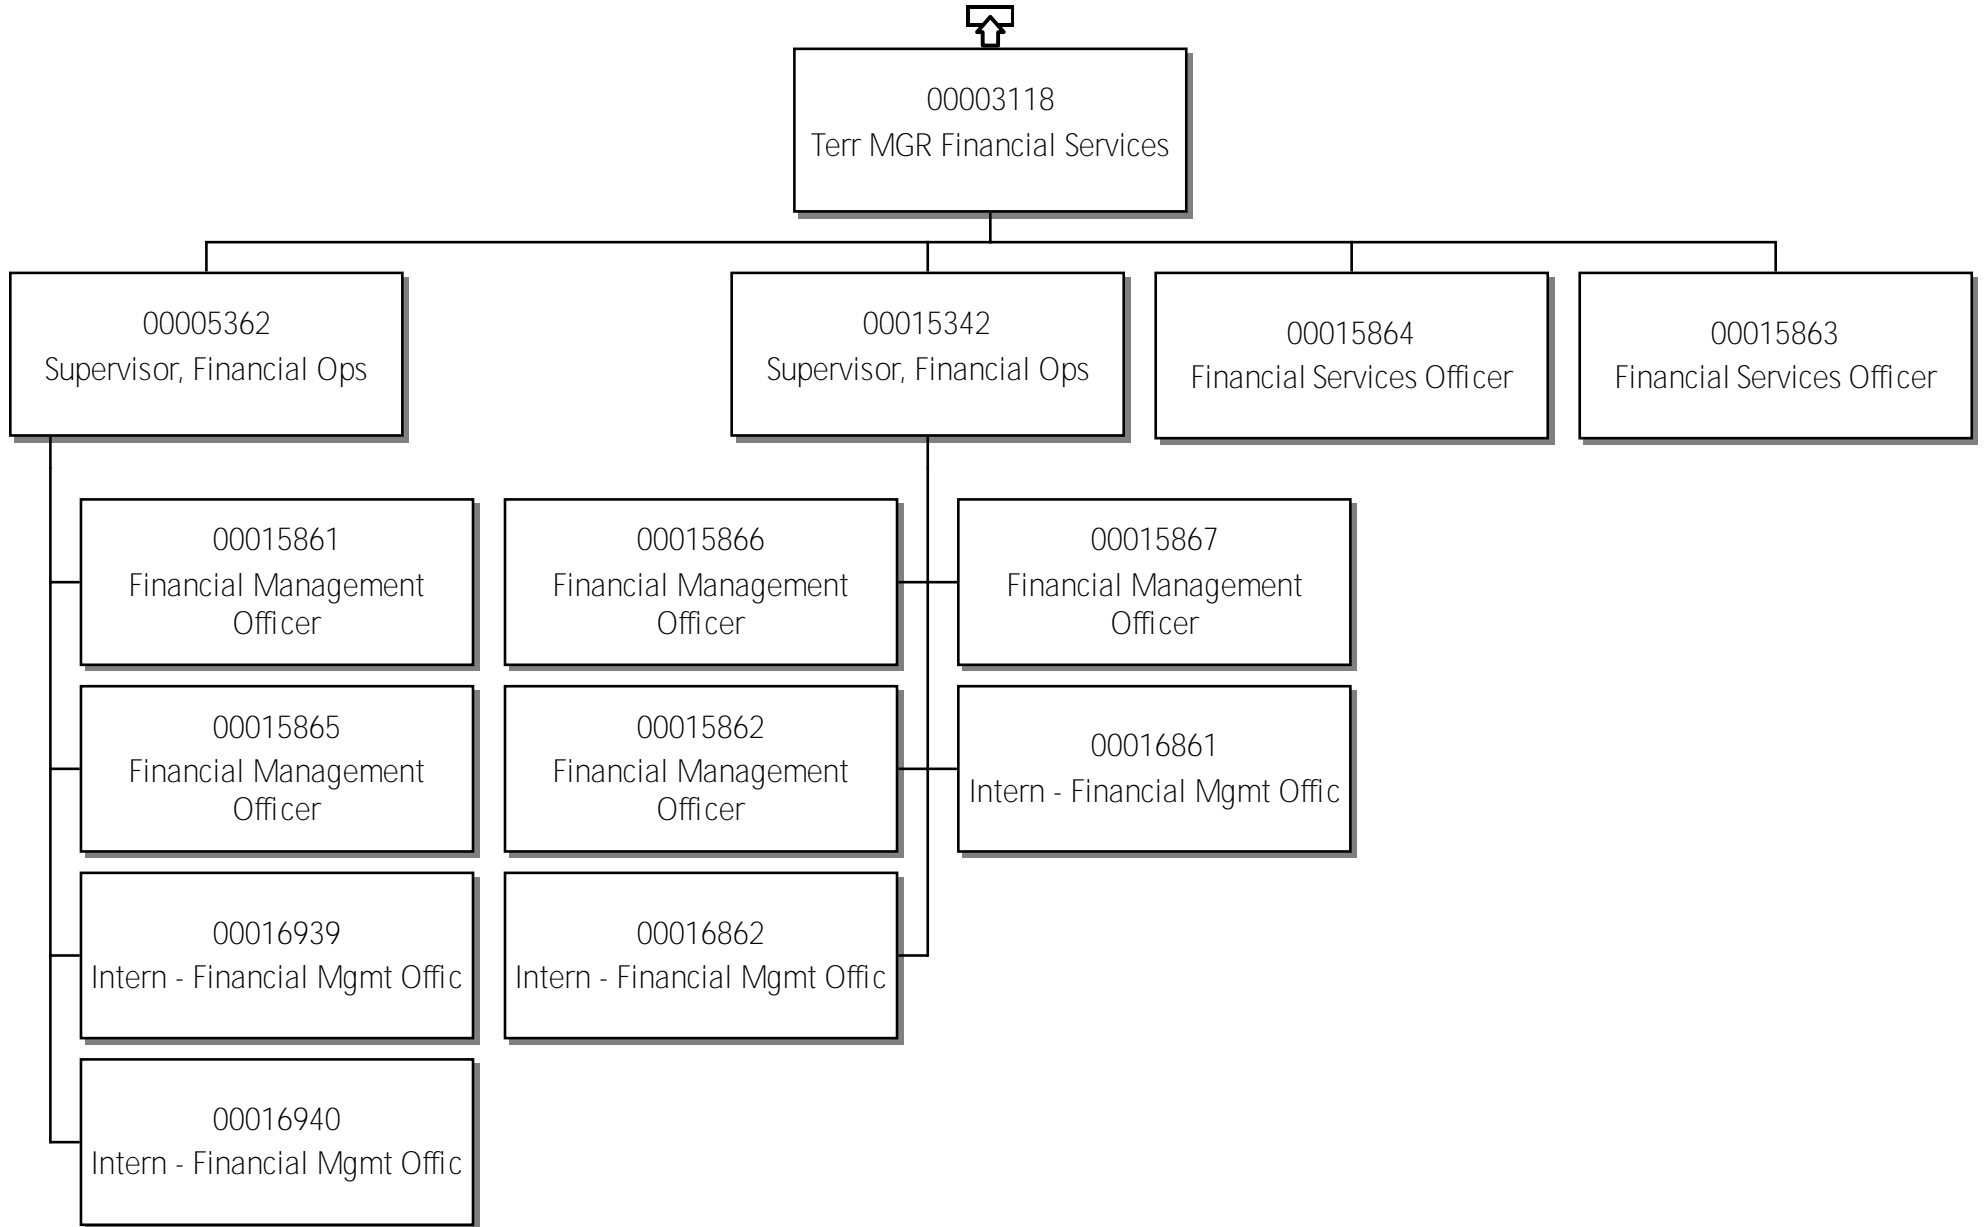 00003118
Terr MGR Financial Services
00005362
Supervisor, Financial Ops
00015342
Supervisor, Financial Ops
00015864
Financial Services Officer
00015863
Financial Services Officer
00015861
Financial Management
Officer
00015866
Financial Management
Officer
00015867
Financial Management
Officer
00015865
Financial Management
Officer
00015862
Financial Management
Officer
00016861
Intern - Financial Mgmt Offic
00016939
Intern - Financial Mgmt Offic
00016862
Intern - Financial Mgmt Offic
00016940
Intern - Financial Mgmt Offic